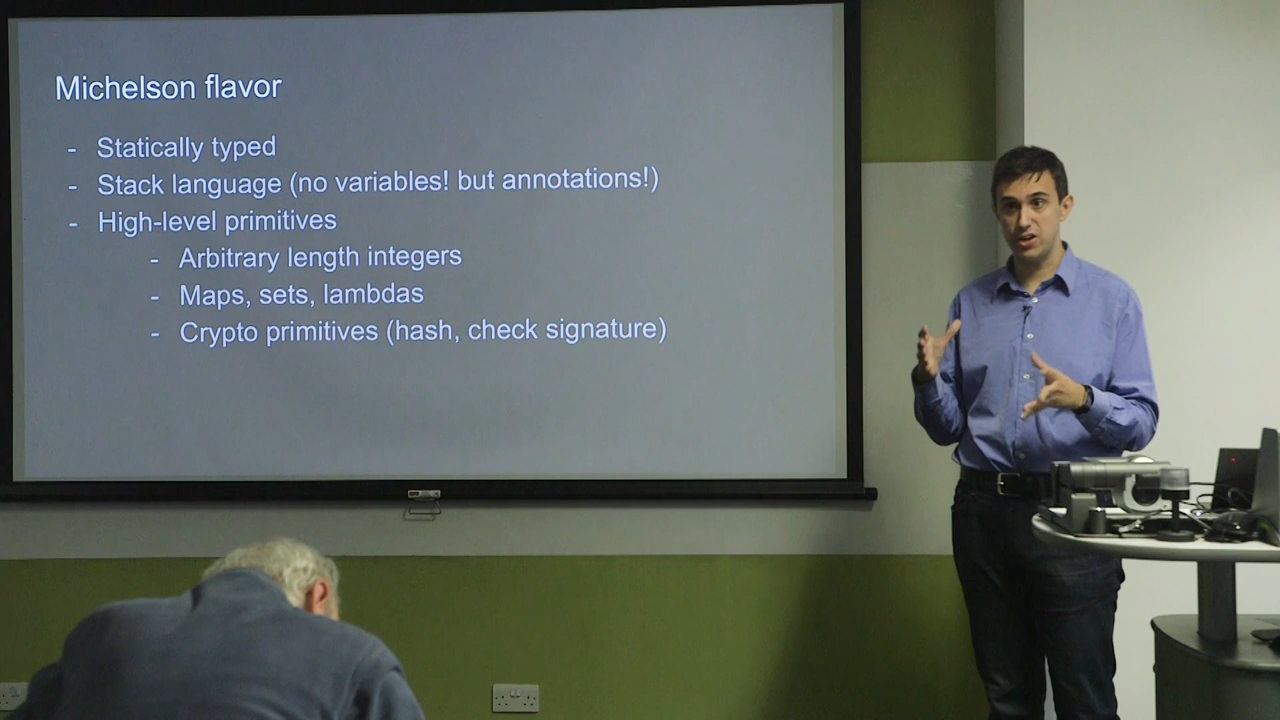 Michelson flavor
- Statically typed
- Stack language (no variables! but annotations!)
- High-level primitives
- Arbitrary length integers
- Maps, sets, lambdas
- Crypto primitives (hash, check signature)